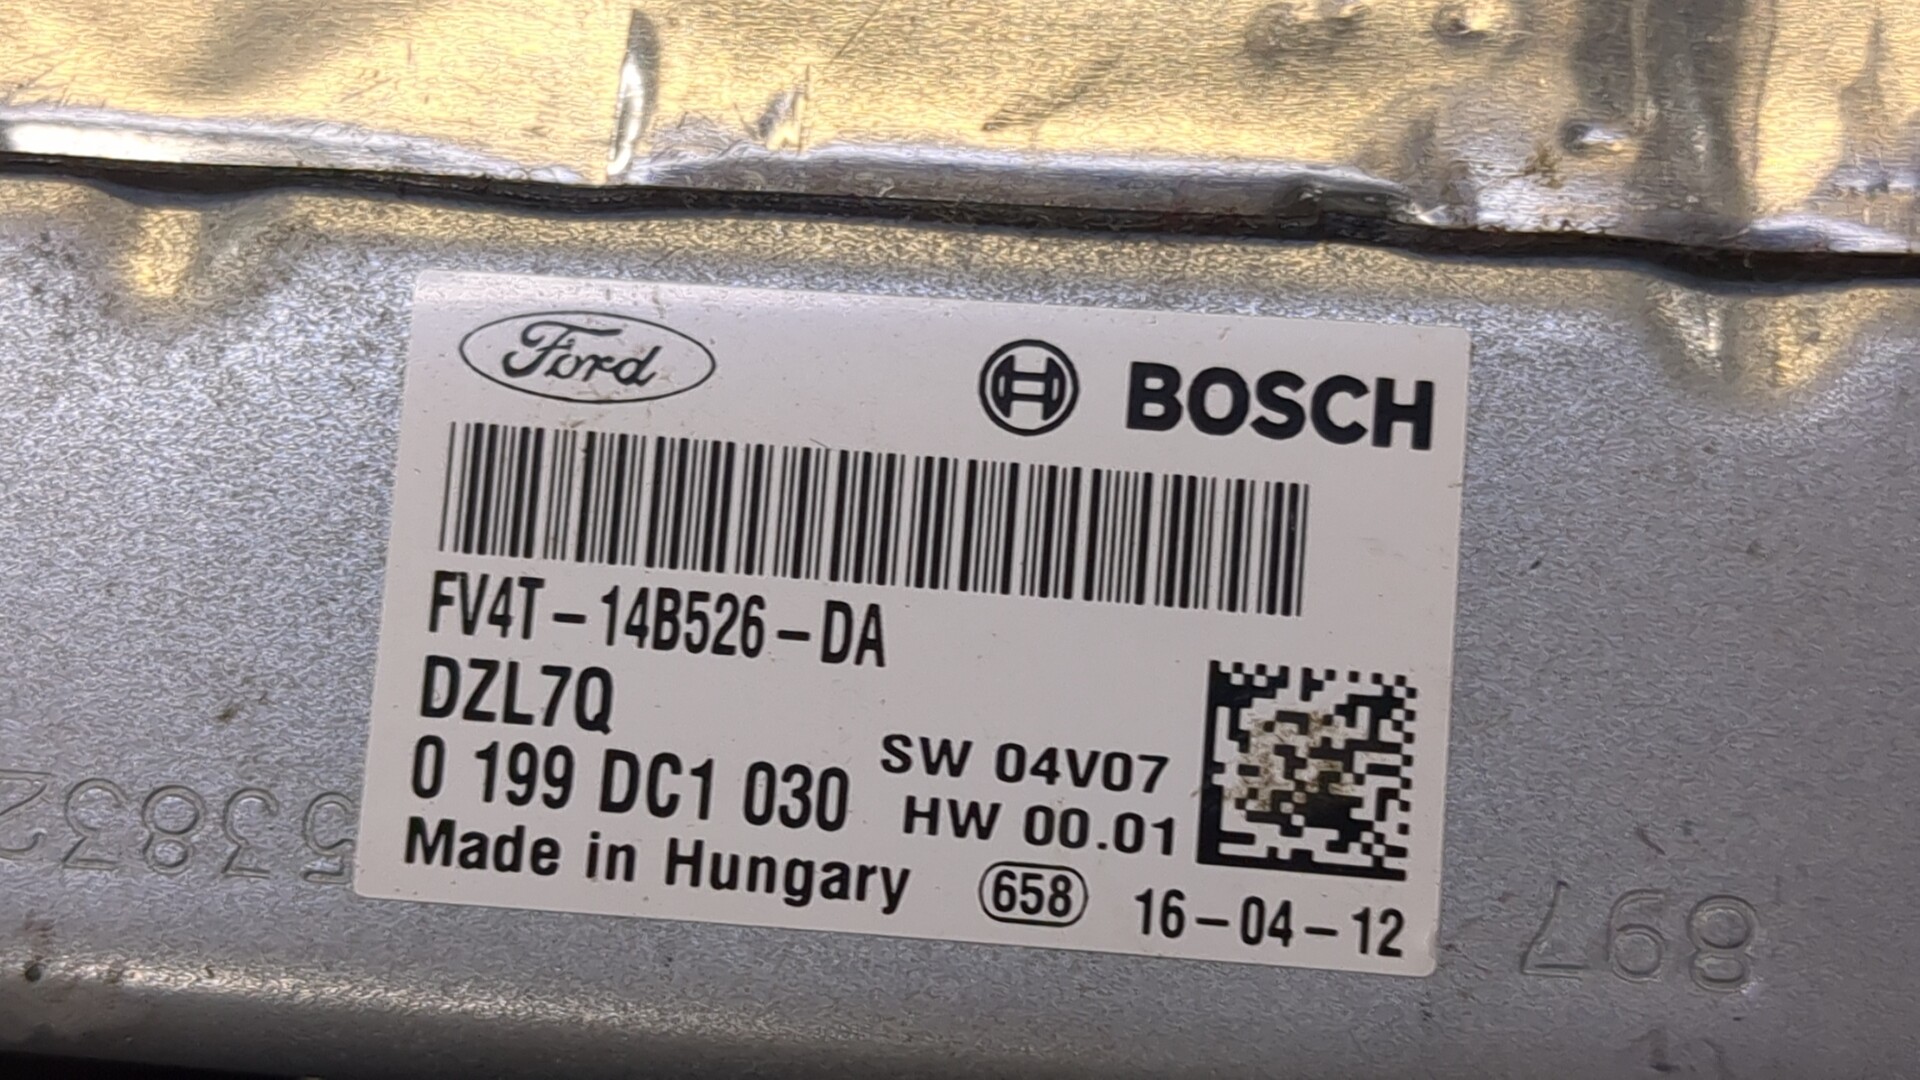 Ford
BOSCH
FV4T-14B526-DA
DZL7Q
0 199 DC1 030
SW 04V07
HW 00.01
Made in Hungary
658
16-04-12